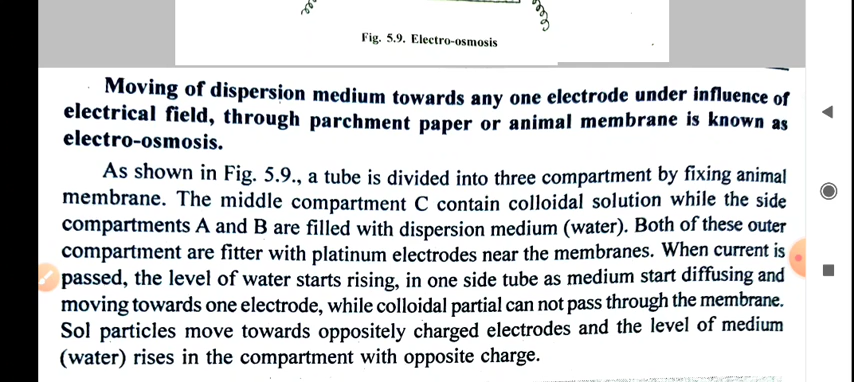 Fig. 5.9. Electro-osmosis
Moving of dispersion medium towards any one electrode under influence of
electrical field, through parchment paper or animal membrane is known as
electro-osmosis.
As shown in Fig. 5.9., a tube is divided into three compartment by fixing animal
membrane. The middle compartment C contain colloidal solution while the side
compartments A and B are filled with dispersion medium (water). Both of these outer
compartment are fitter with platinum electrodes near the membranes. When current is
passed, the level of water starts rising, in one side tube as medium start diffusing and
moving towards one electrode, while colloidal partial can not pass through the membrane.
Sol particles move towards oppositely charged electrodes and the level of medium
(water) rises in the compartment with opposite charge.